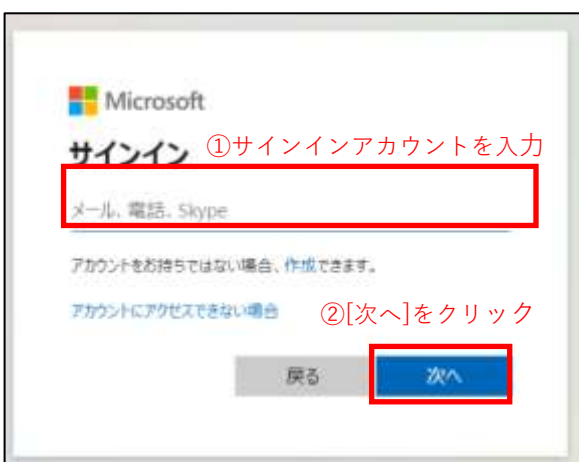 Microsoft
サインイン
①サインインアカウントを入力
メール、電話、Skype
アカウントをお持ちではない場合、作成できます。
アカウントにアクセスできない場合
②[次へ]をクリック
戻る
次へ